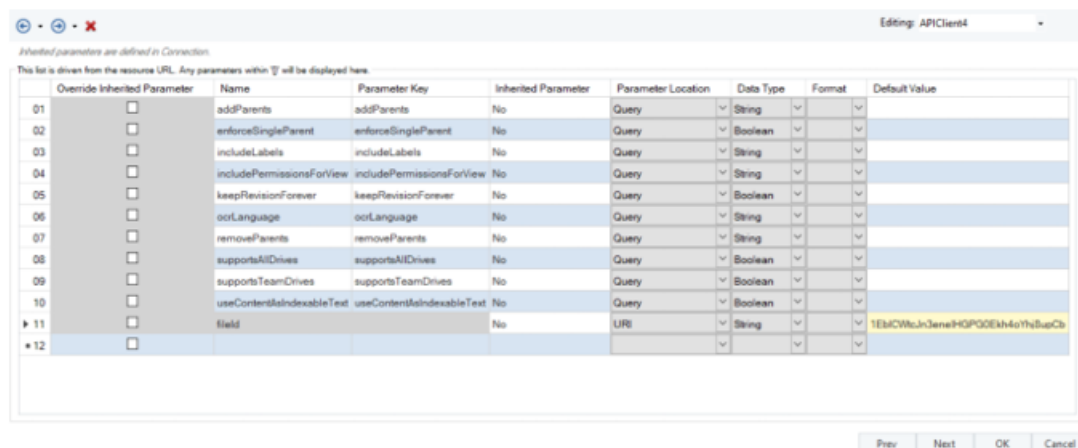 Editing: APIClient4
Inherited parameters are defined in Connection.
This list is driven from the resource URL. Any parameters within '{}' will be displayed here.
Override Inherited Parameter Name Parameter Key Inherited Parameter Parameter Location Data Type Format Default Value
01 addParents addParents No Query String
02 enforceSingleParent enforceSingleParent No Query Boolean
03 includeLabels includeLabels No Query String
04 includePermissionsForView includePermissionsForView No Query String
05 keepRevisionForever keepRevisionForever No Query Boolean
06 ocrLanguage ocrLanguage No Query String
07 removeParents removeParents No Query String
08 supportsAllDrives supportsAllDrives No Query Boolean
09 supportsTeamDrives supportsTeamDrives No Query Boolean
10 useContentAsIndexableText useContentAsIndexableText No Query Boolean
11 fileId No URI String
12
Prev Next OK Cancel